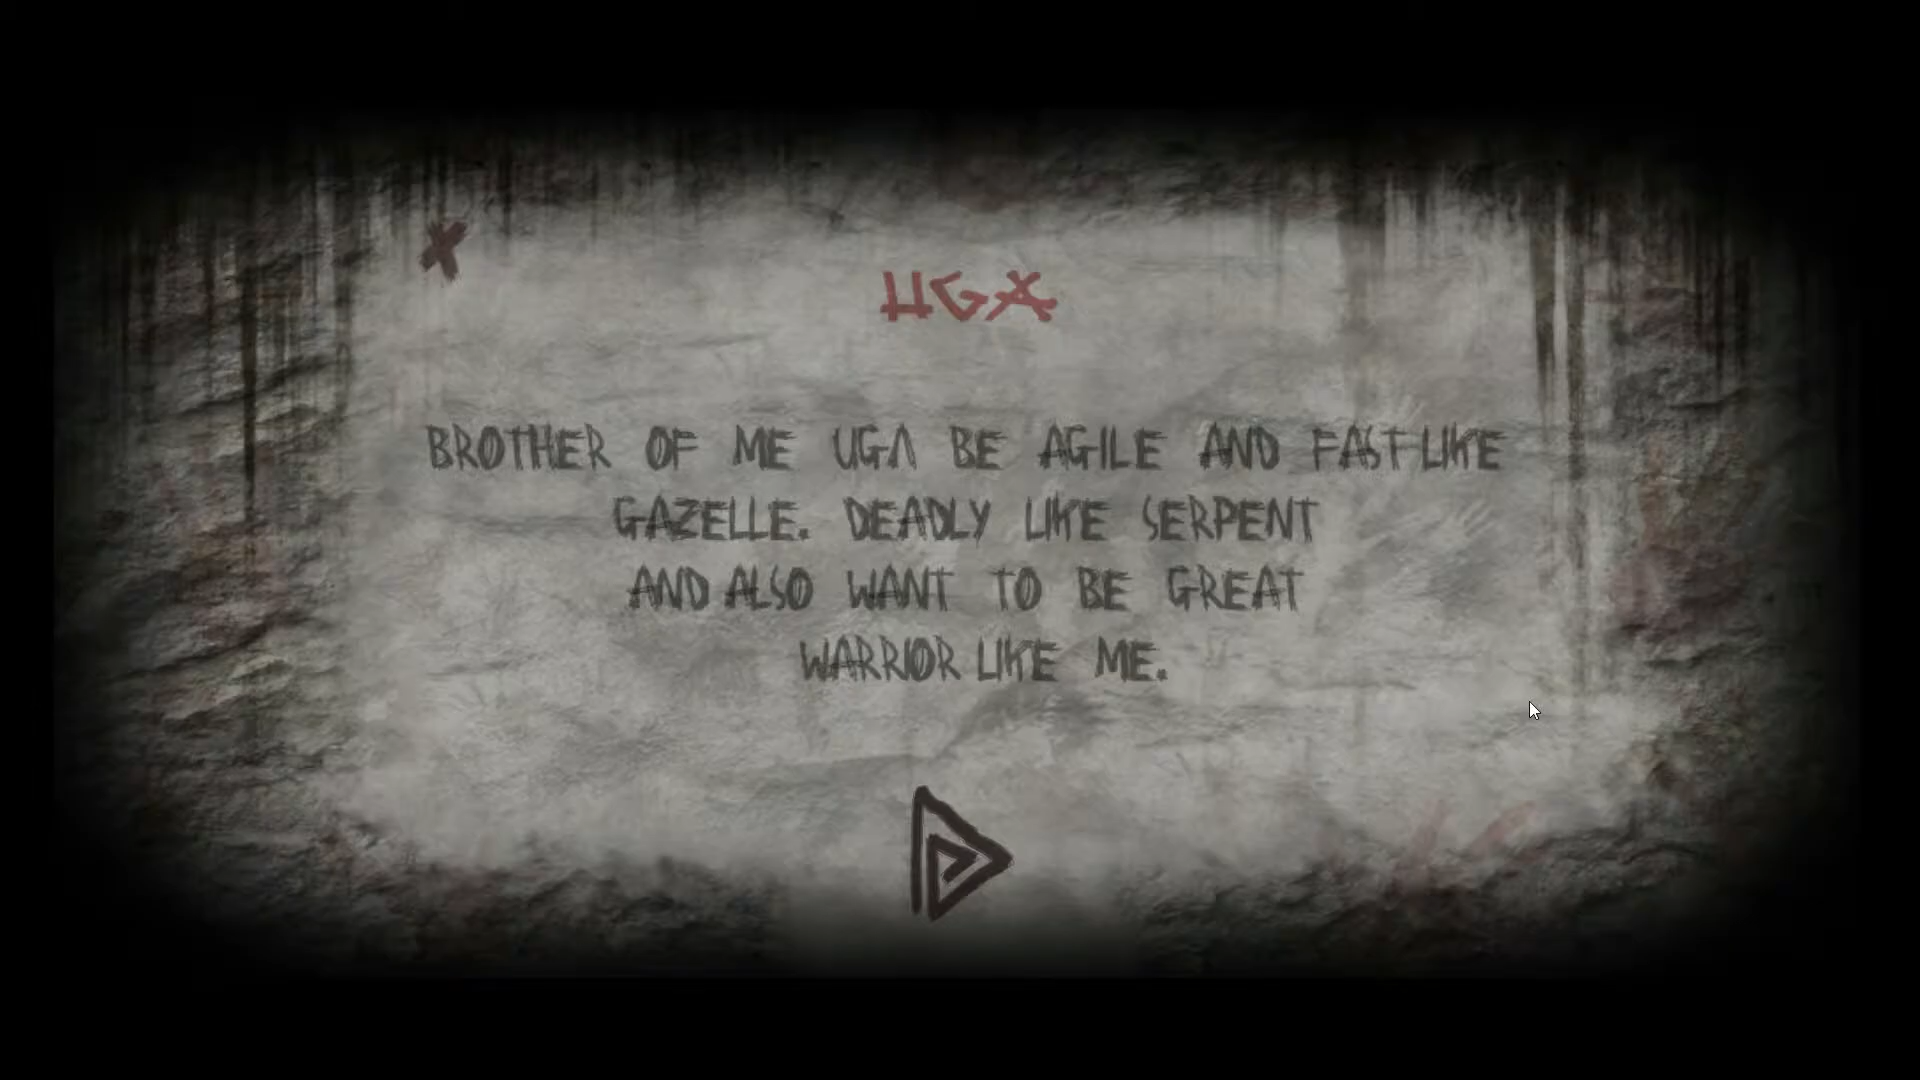 UGA
BROTHER OF ME UGA BE AGILE AND FAST LIKE
GAZELLE. DEADLY LIKE SERPENT
AND ALSO WANT TO BE GREAT
WARRIOR LIKE ME.